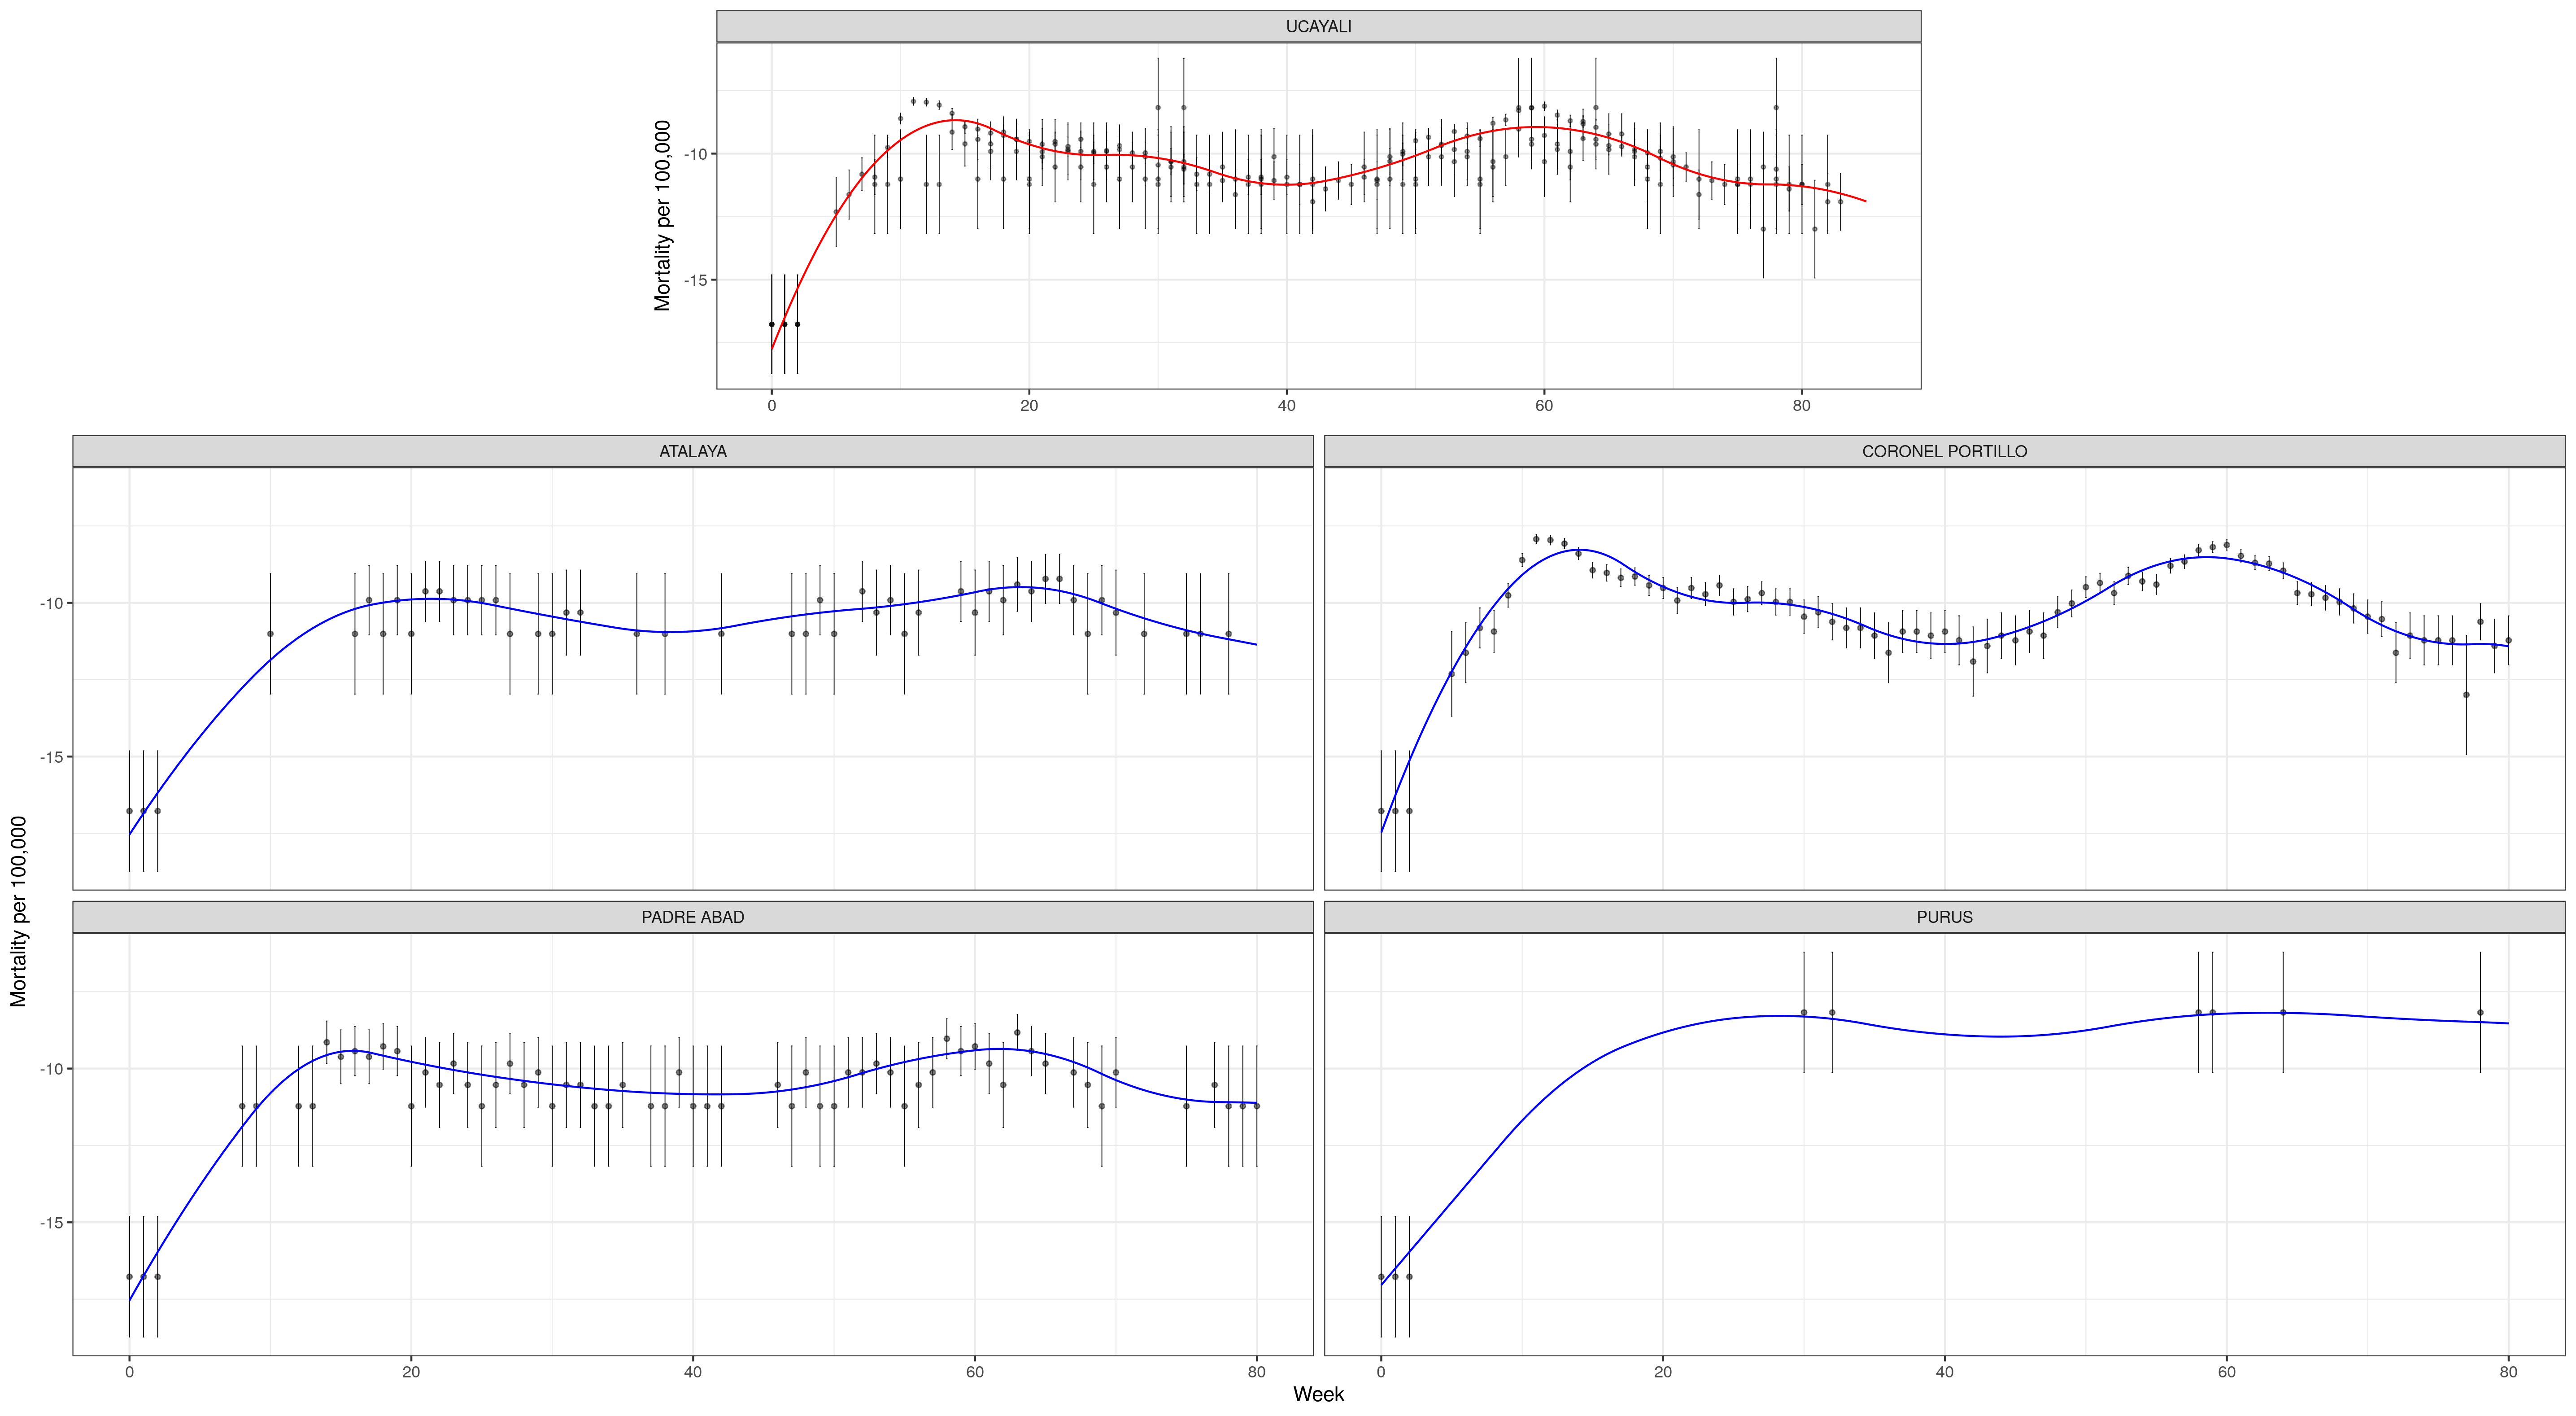 UCAYALI
Mortality per 100,000
-10
-15
0 20 40 60 80
ATALAYA CORONEL PORTILLO
-10
-15
Mortality per 100,000
PADRE ABAD PURUS
-10
-15
0 20 40 60 80 0 20 40 60 80
Week